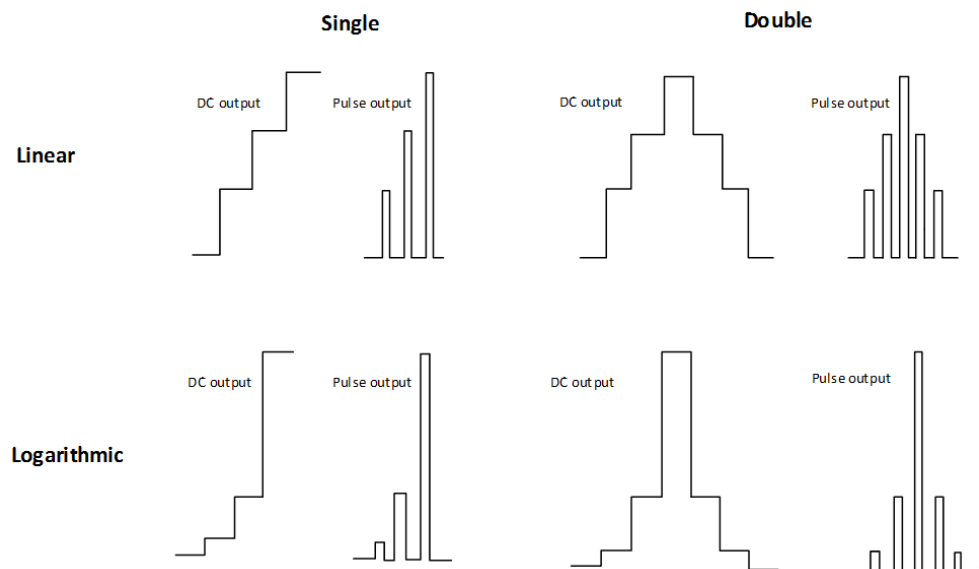 Single
Double
DC output
Pulse output
DC output
Pulse output
Linear
DC output
Pulse output
DC output
Pulse output
Logarithmic